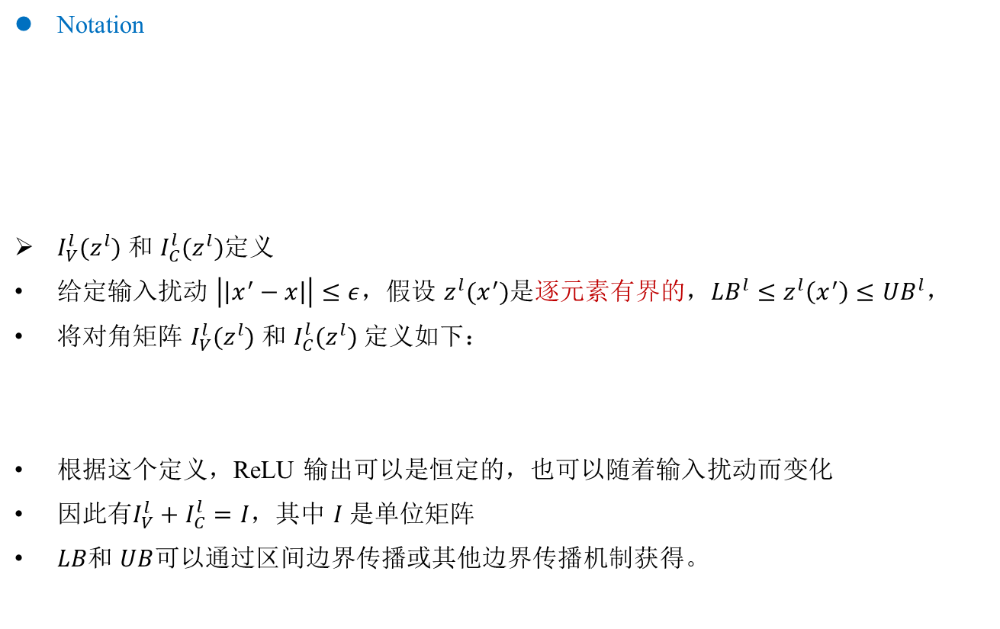 ● Notation
➢ $I_V^l(z^l)$ 和 $I_C^l(z^l)$定义
• 给定输入扰动 $||x' - x|| \leq \epsilon$，假设 $z^l(x')$是逐元素有界的，$LB^l \leq z^l(x') \leq UB^l$，
• 将对角矩阵 $I_V^l(z^l)$ 和 $I_C^l(z^l)$ 定义如下：
• 根据这个定义，ReLU 输出可以是恒定的，也可以随着输入扰动而变化
• 因此有$I_V^l + I_C^l = I$，其中 $I$ 是单位矩阵
• $LB$和 $UB$可以通过区间边界传播或其他边界传播机制获得。